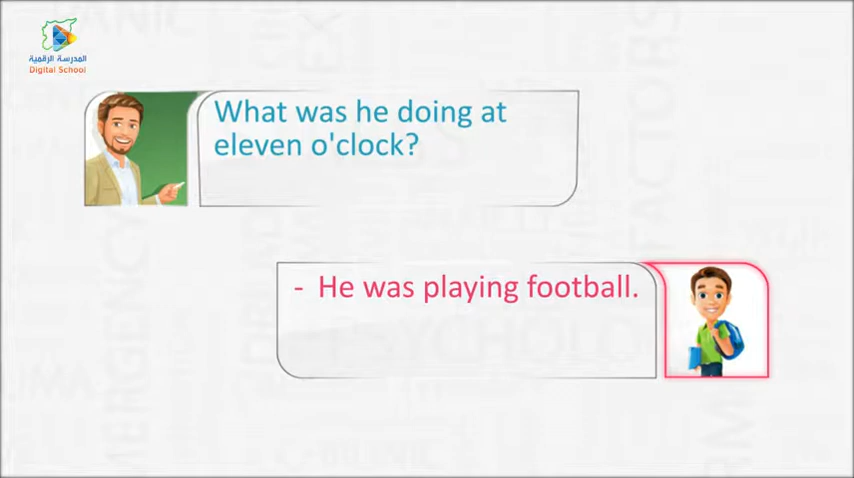 المدرسة الرقمية
Digital School
What was he doing at
eleven o'clock?
- He was playing football.